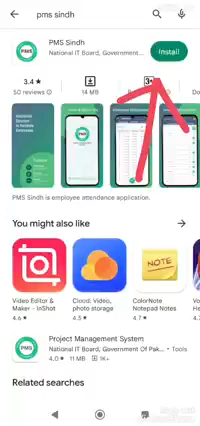 pms sindh
PMS
PMS Sindh
National IT Board, Government...
Install
3.4 ★
50 reviews
14 MB
3+
PMS
PMS Sindh is employee attendance application.
You might also like
NOTE
Video Editor & Maker - InShot
4.6 ★
Cloud: Video, photo storage
4.5 ★
ColorNote Notepad Notes
4.7 ★
PMS
Project Management System
National IT Board, Government Of Pak... • Tools
4.0 ★ 11 MB 1K+
Related searches